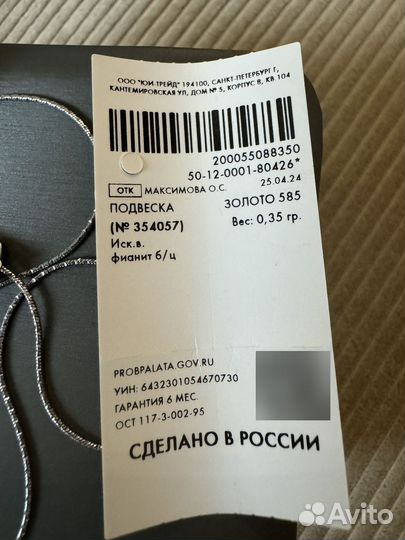 ООО "ЮИ-ТРЕЙД" 194100, САНКТ-ПЕТЕРБУРГ Г,
КАНТЕМИРОВСКАЯ УЛ, ДОМ № 5, КОРПУС В, КВ 104
200055088350
50-12-0001-80426*
ОТК МАКСИМОВА О.С. 25.04.24
ПОДВЕСКА ЗОЛОТО 585
(№ 354057) Вес: 0,35 гр.
Иск.в.
фианит б/ц
PROBPALATA.GOV.RU
УИН: 6432301054670730
ГАРАНТИЯ 6 МЕС.
ОСТ 117-3-002-95
СДЕЛАНО В РОССИИ
Avito